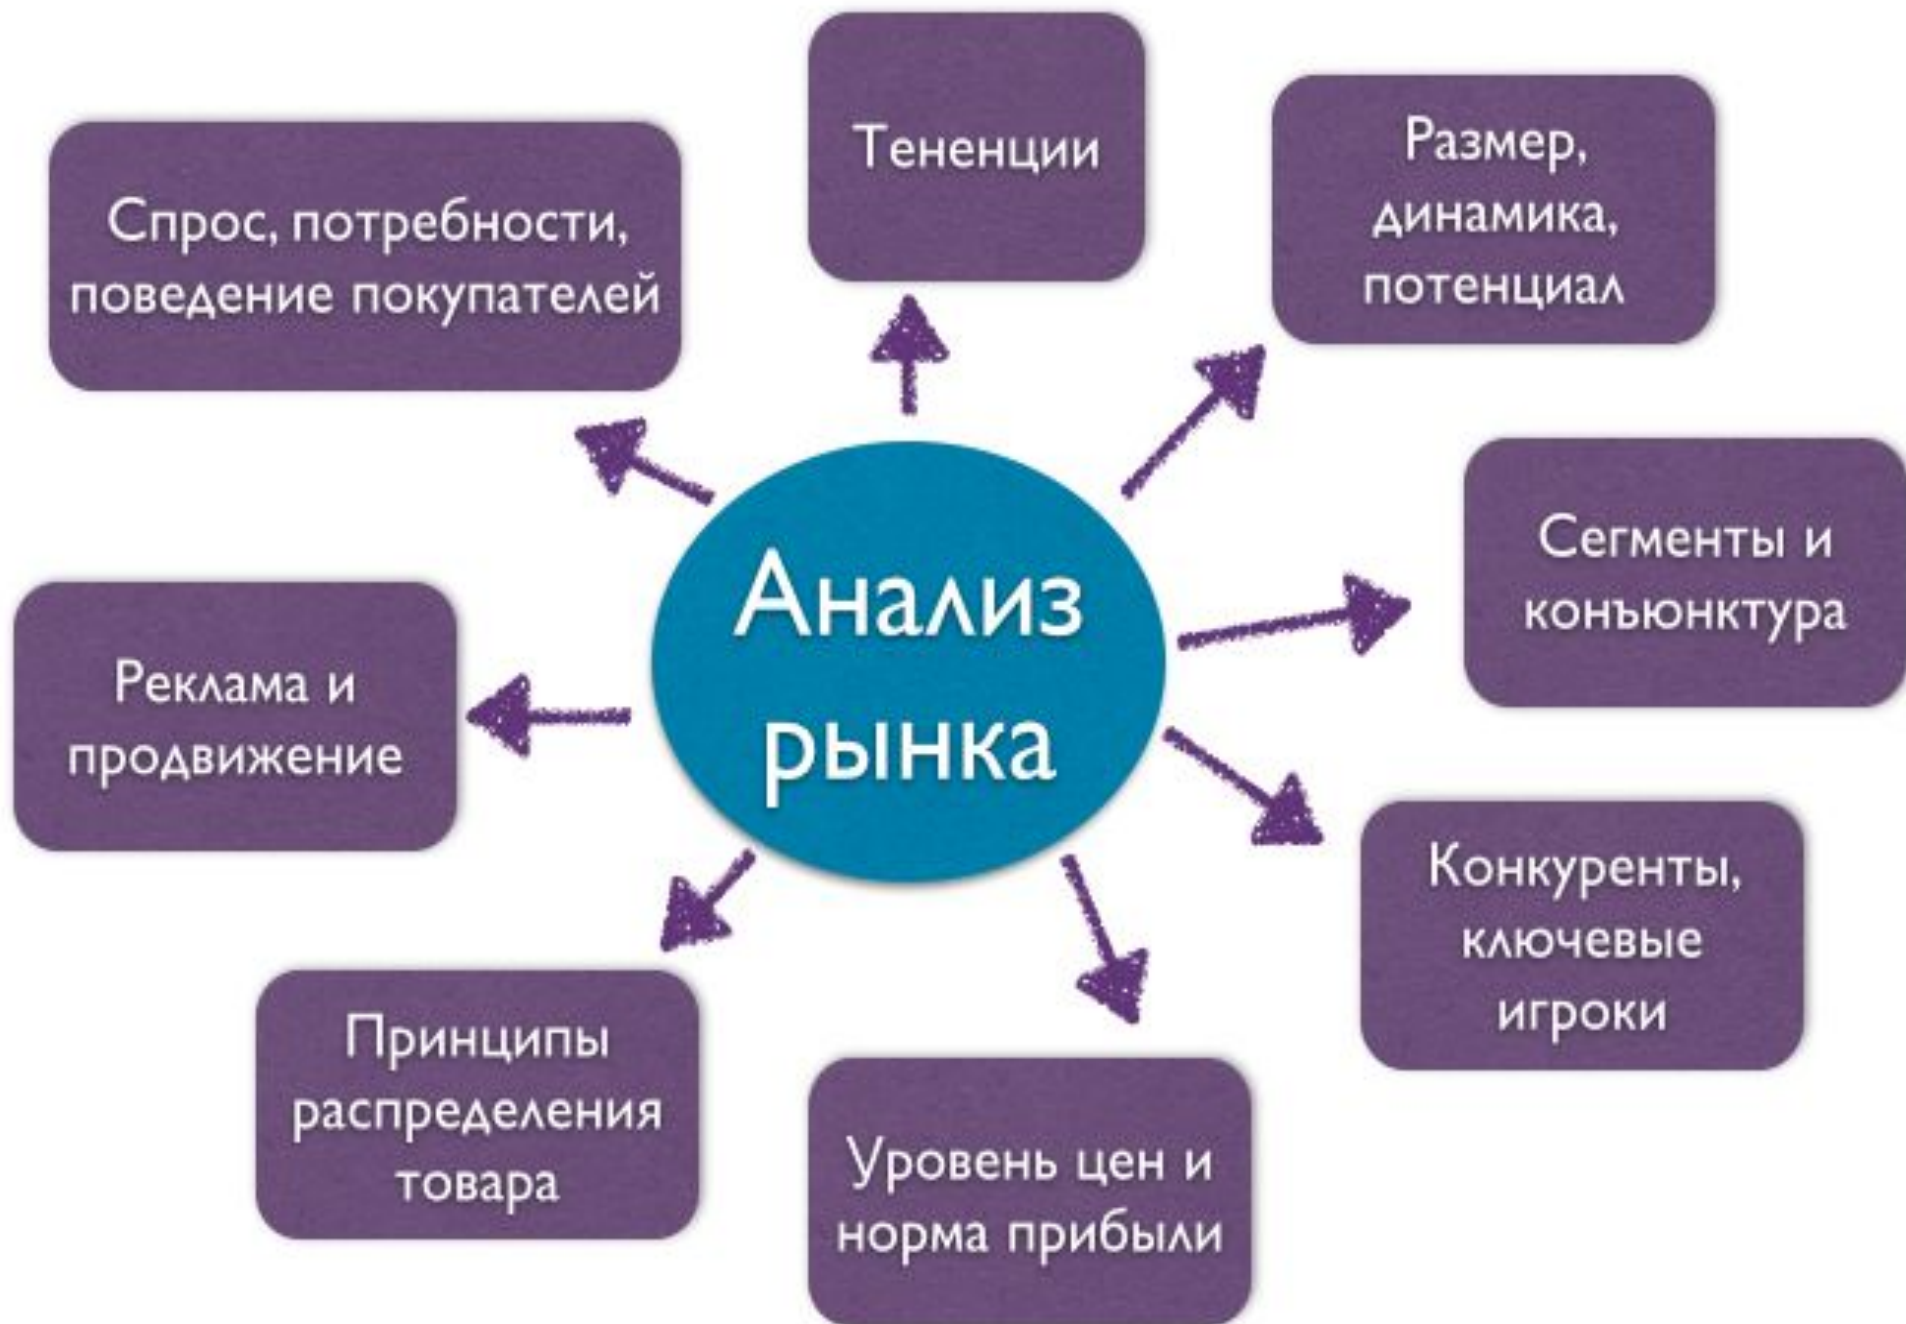 Тененции
Размер,
динамика,
потенциал
Спрос, потребности,
поведение покупателей
Сегменты и
конъюнктура
Анализ
рынка
Реклама и
продвижение
Конкуренты,
ключевые
игроки
Принципы
распределения
товара
Уровень цен и
норма прибыли